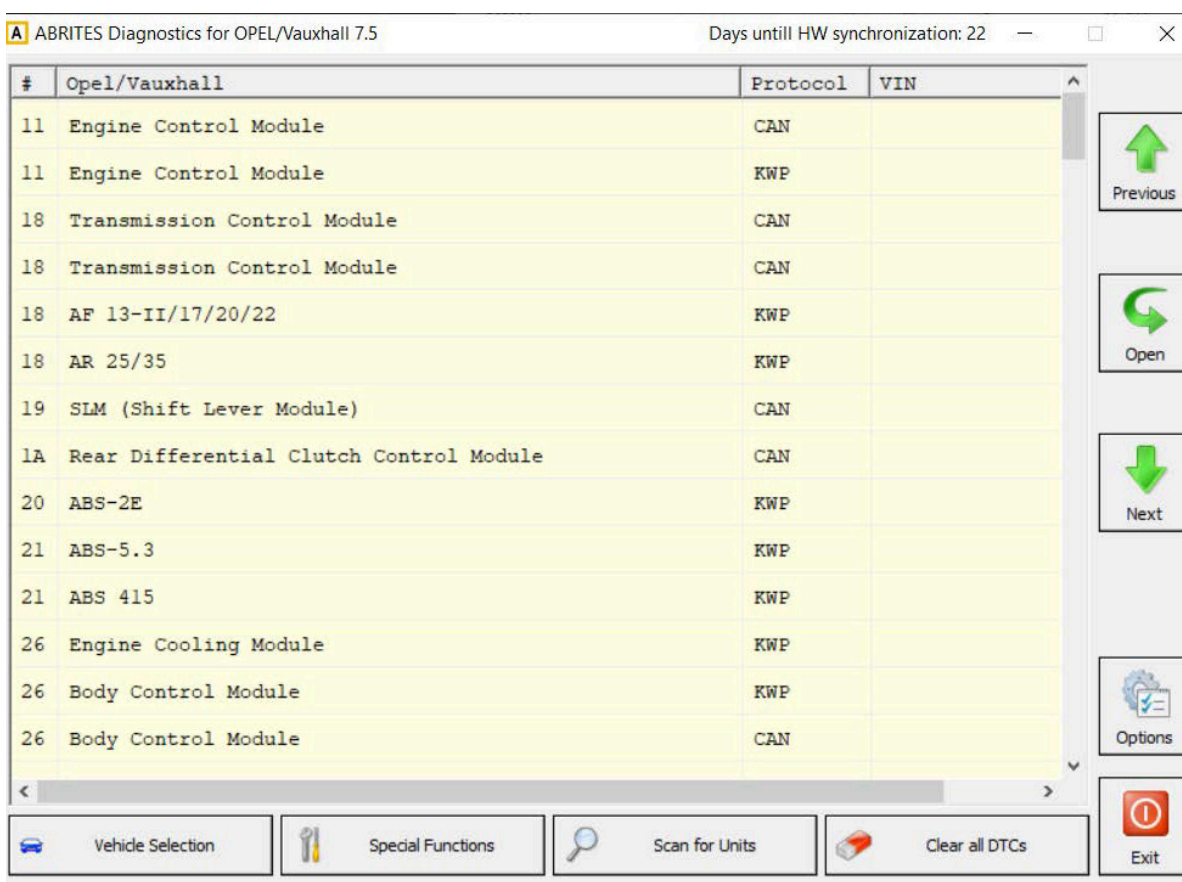 A ABRITES Diagnostics for OPEL/Vauxhall 7.5 Days untill HW synchronization: 22
# Opel/Vauxhall Protocol VIN
11 Engine Control Module CAN
11 Engine Control Module KWP
18 Transmission Control Module CAN
18 Transmission Control Module CAN
18 AF 13-II/17/20/22 KWP
18 AR 25/35 KWP
19 SLM (Shift Lever Module) CAN
1A Rear Differential Clutch Control Module CAN
20 ABS-2E KWP
21 ABS-5.3 KWP
21 ABS 415 KWP
26 Engine Cooling Module KWP
26 Body Control Module KWP
26 Body Control Module CAN
Previous
Open
Next
Options
Exit
Vehicle Selection Special Functions Scan for Units Clear all DTCs